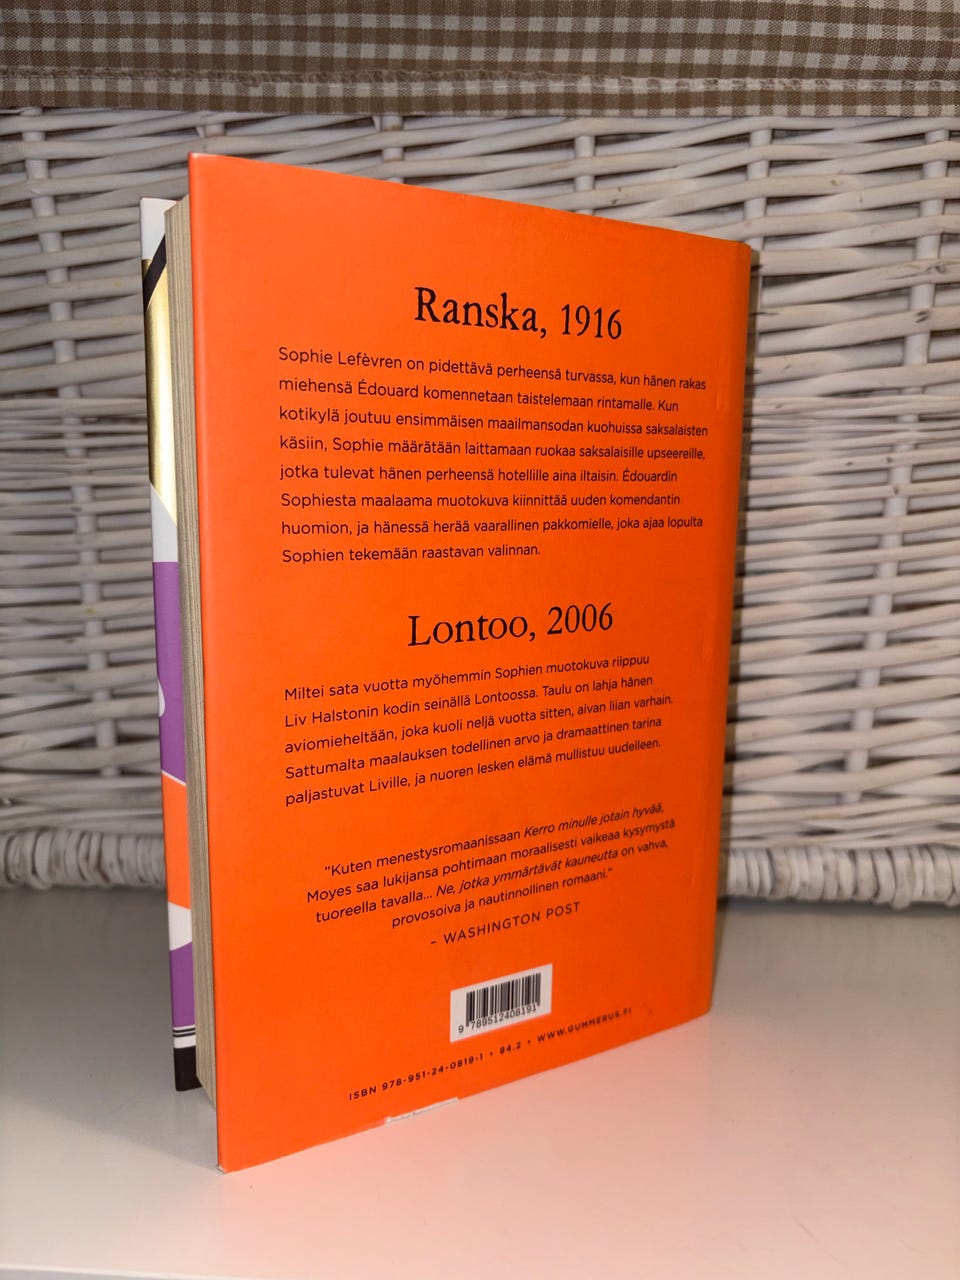 Ranska, 1916
Sophie Lefèvren on pidettävä perheensä turvassa, kun hänen rakas
miehensä Édouard komennetaan taistelemaan rintamalle. Kun
kotikylä joutuu ensimmäisen maailmansodan kuohuissa saksalaisten
käsiin, Sophie määrätään laittamaan ruokaa saksalaisille upseereille,
jotka tulevat hänen perheensä hotellille aina iltaisin. Édouardin
Sophiesta maalaama muotokuva kiinnittää uuden komendantin
huomion, ja hänessä herää vaarallinen pakkomielle, joka ajaa lopulta
Sophien tekemään raastavan valinnan.
Lontoo, 2006
Miltei sata vuotta myöhemmin Sophien muotokuva riippuu
Liv Halstonin kodin seinällä Lontoossa. Taulu on lahja hänen
aviomieheltään, joka kuoli neljä vuotta sitten, aivan liian varhain.
Sattumalta maalauksen todellinen arvo ja dramaattinen tarina
paljastuvat Liville, ja nuoren lesken elämä mullistuu uudelleen.
"Kuten menestysromaanissaan Kerro minulle jotain hyvää,
Moyes saa lukijansa pohtimaan moraalisesti vaikeaa kysymystä
tuoreella tavalla... Ne, jotka ymmärtävät kauneutta on vahva,
provosoiva ja nautinnollinen romaani."
– WASHINGTON POST
9 789512 408191
ISBN 978-951-24-0819-1 • 84.2 • WWW.GUMMERUS.FI